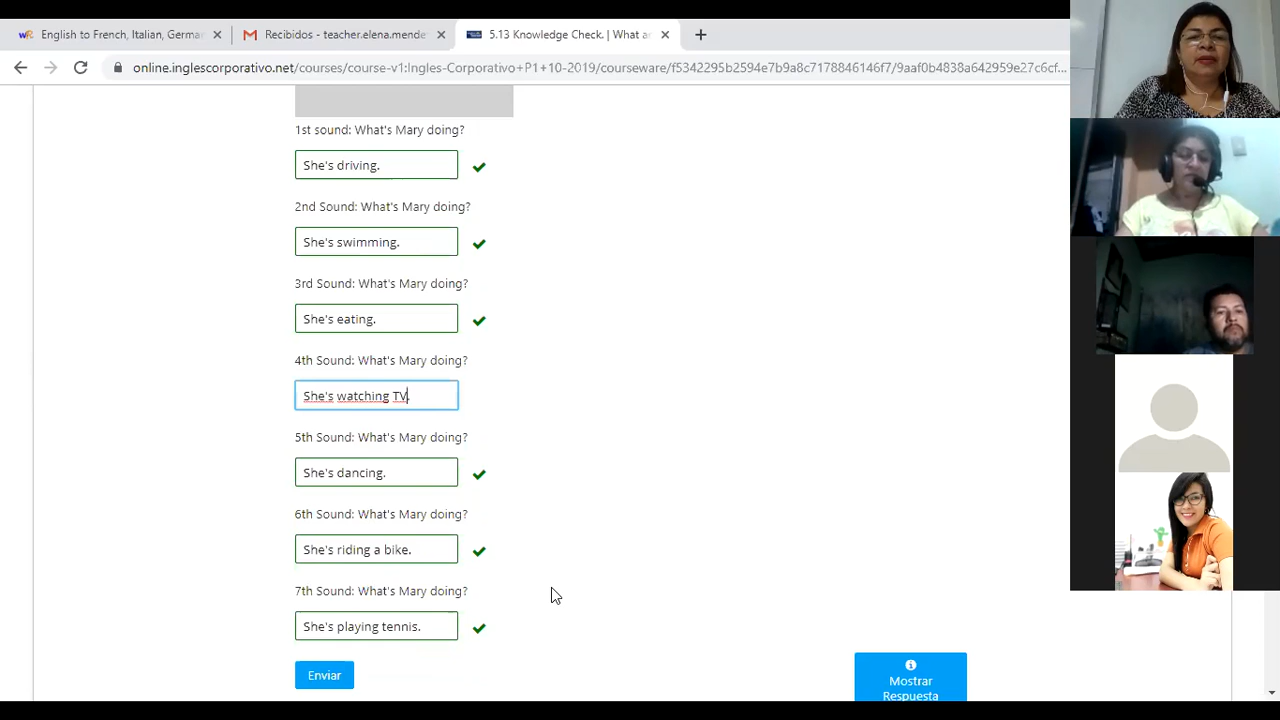 English to French, Italian, Germa
Recibidos - teacher.elena.mende
5.13 Knowledge Check. | What a
online.inglescorporativo.net/courses/course-v1:Ingles-Corporativo+P1+10-2019/courseware/f5342295b2594e7b9a8c7178846146f7/9aaf0b4838a642959e27c6cf...
1st sound: What's Mary doing?
She's driving.
2nd Sound: What's Mary doing?
She's swimming.
3rd Sound: What's Mary doing?
She's eating.
4th Sound: What's Mary doing?
She's watching TV.
5th Sound: What's Mary doing?
She's dancing.
6th Sound: What's Mary doing?
She's riding a bike.
7th Sound: What's Mary doing?
She's playing tennis.
Enviar
Mostrar
Respuesta